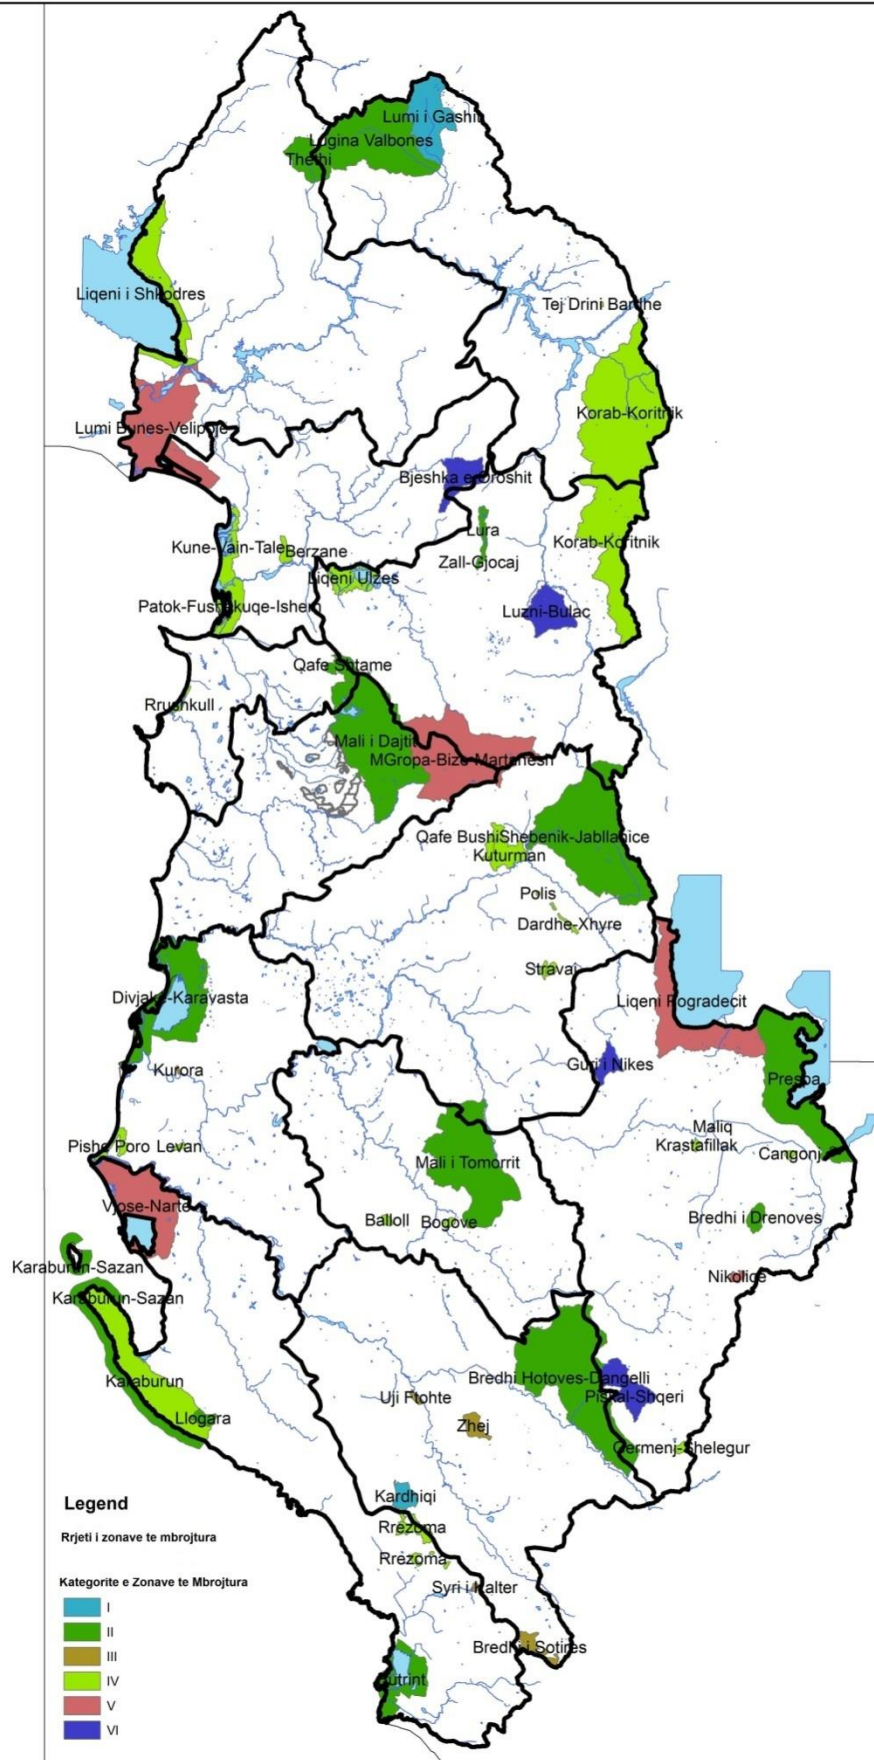 Lumi i Gashit
Lugina Valbones
Thethi
Liqeni i Shkodres
Tej Drini Bardhe
Korab-Koritnik
Lumi Bunes-Velipoje
Bjeshka e Oroshit
Lura
Kune-Vain-Tale
Berzane
Korab-Koritnik
Zall-Gjocaj
Liqeni Ulzes
Patok-Fushekuqe-Ishem
Luzni-Bulac
Qafe Shtame
Rrushkull
Mali i Dajtit
MGropa-Bize-Martanesh
Qafe Bushi
Shebenik-Jabllanice
Kuturman
Polis
Dardhe-Xhyre
Stravaj
Divjake-Karavasta
Liqeni Pogradecit
Kurora
Guri i Nikes
Prespa
Pishe Poro
Levan
Maliq
Krastafillak
Cangonj
Mali i Tomorrit
Vjose-Narte
Balloll
Bogove
Bredhi i Drenoves
Karaburun-Sazan
Nikolice
Karaburun-Sazan
Karaburun
Bredhi Hotoves-Dangelli
Piskal-Shqeri
Uji Ftohte
Llogara
Zhej
Germenj-Shelegur
Kardhiqi
Rrezoma
Rrezoma
Syri i Kalter
Bredhi i Sotires
Butrint
Legend
Rrjeti i zonave te mbrojtura
Kategorite e Zonave te Mbrojtura
I
II
III
IV
V
VI